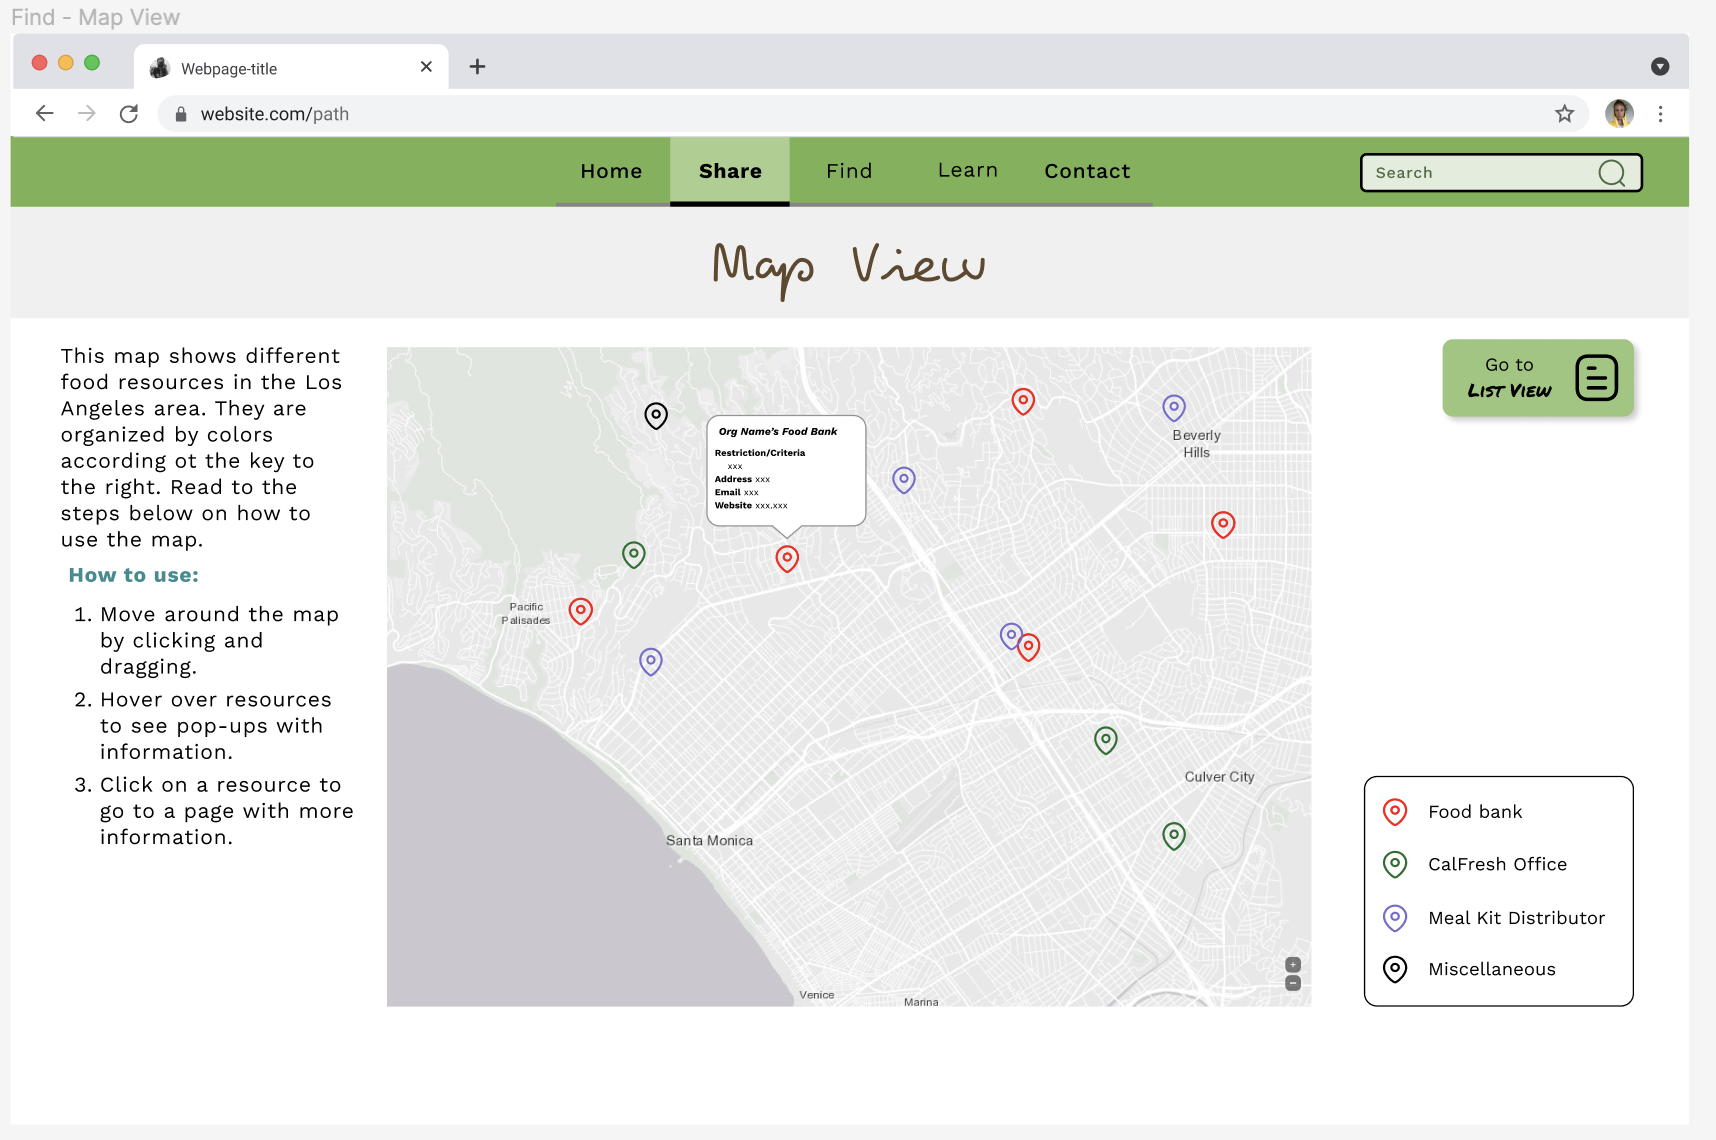 Find - Map View
Webpage-title
website.com/path
Home Share Find Learn Contact
Search
Map View
This map shows different
food resources in the Los
Angeles area. They are
organized by colors
according ot the key to
the right. Read to the
steps below on how to
use the map.
How to use:
1. Move around the map
by clicking and
dragging.
2. Hover over resources
to see pop-ups with
information.
3. Click on a resource to
go to a page with more
information.
Org Name's Food Bank
Restriction/Criteria
xxx
Address xxx
Email xxx
Website xxx.xxx
Beverly
Hills
Pacific
Palisades
Culver City
Santa Monica
Venice
Marina
+
−
Go to
List View
Food bank
CalFresh Office
Meal Kit Distributor
Miscellaneous